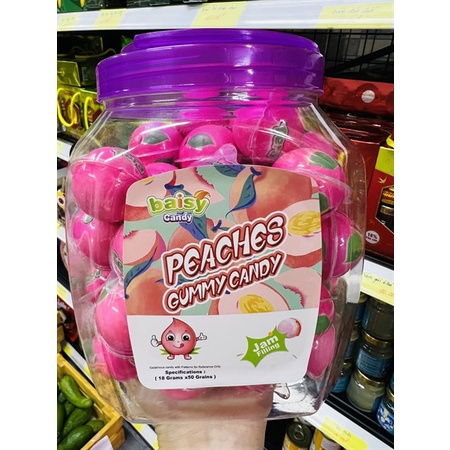 baisy
Candy
PEACHES
GUMMY CANDY
Jam
Filling
Specifications :
( 18 Grams x50 Grains )